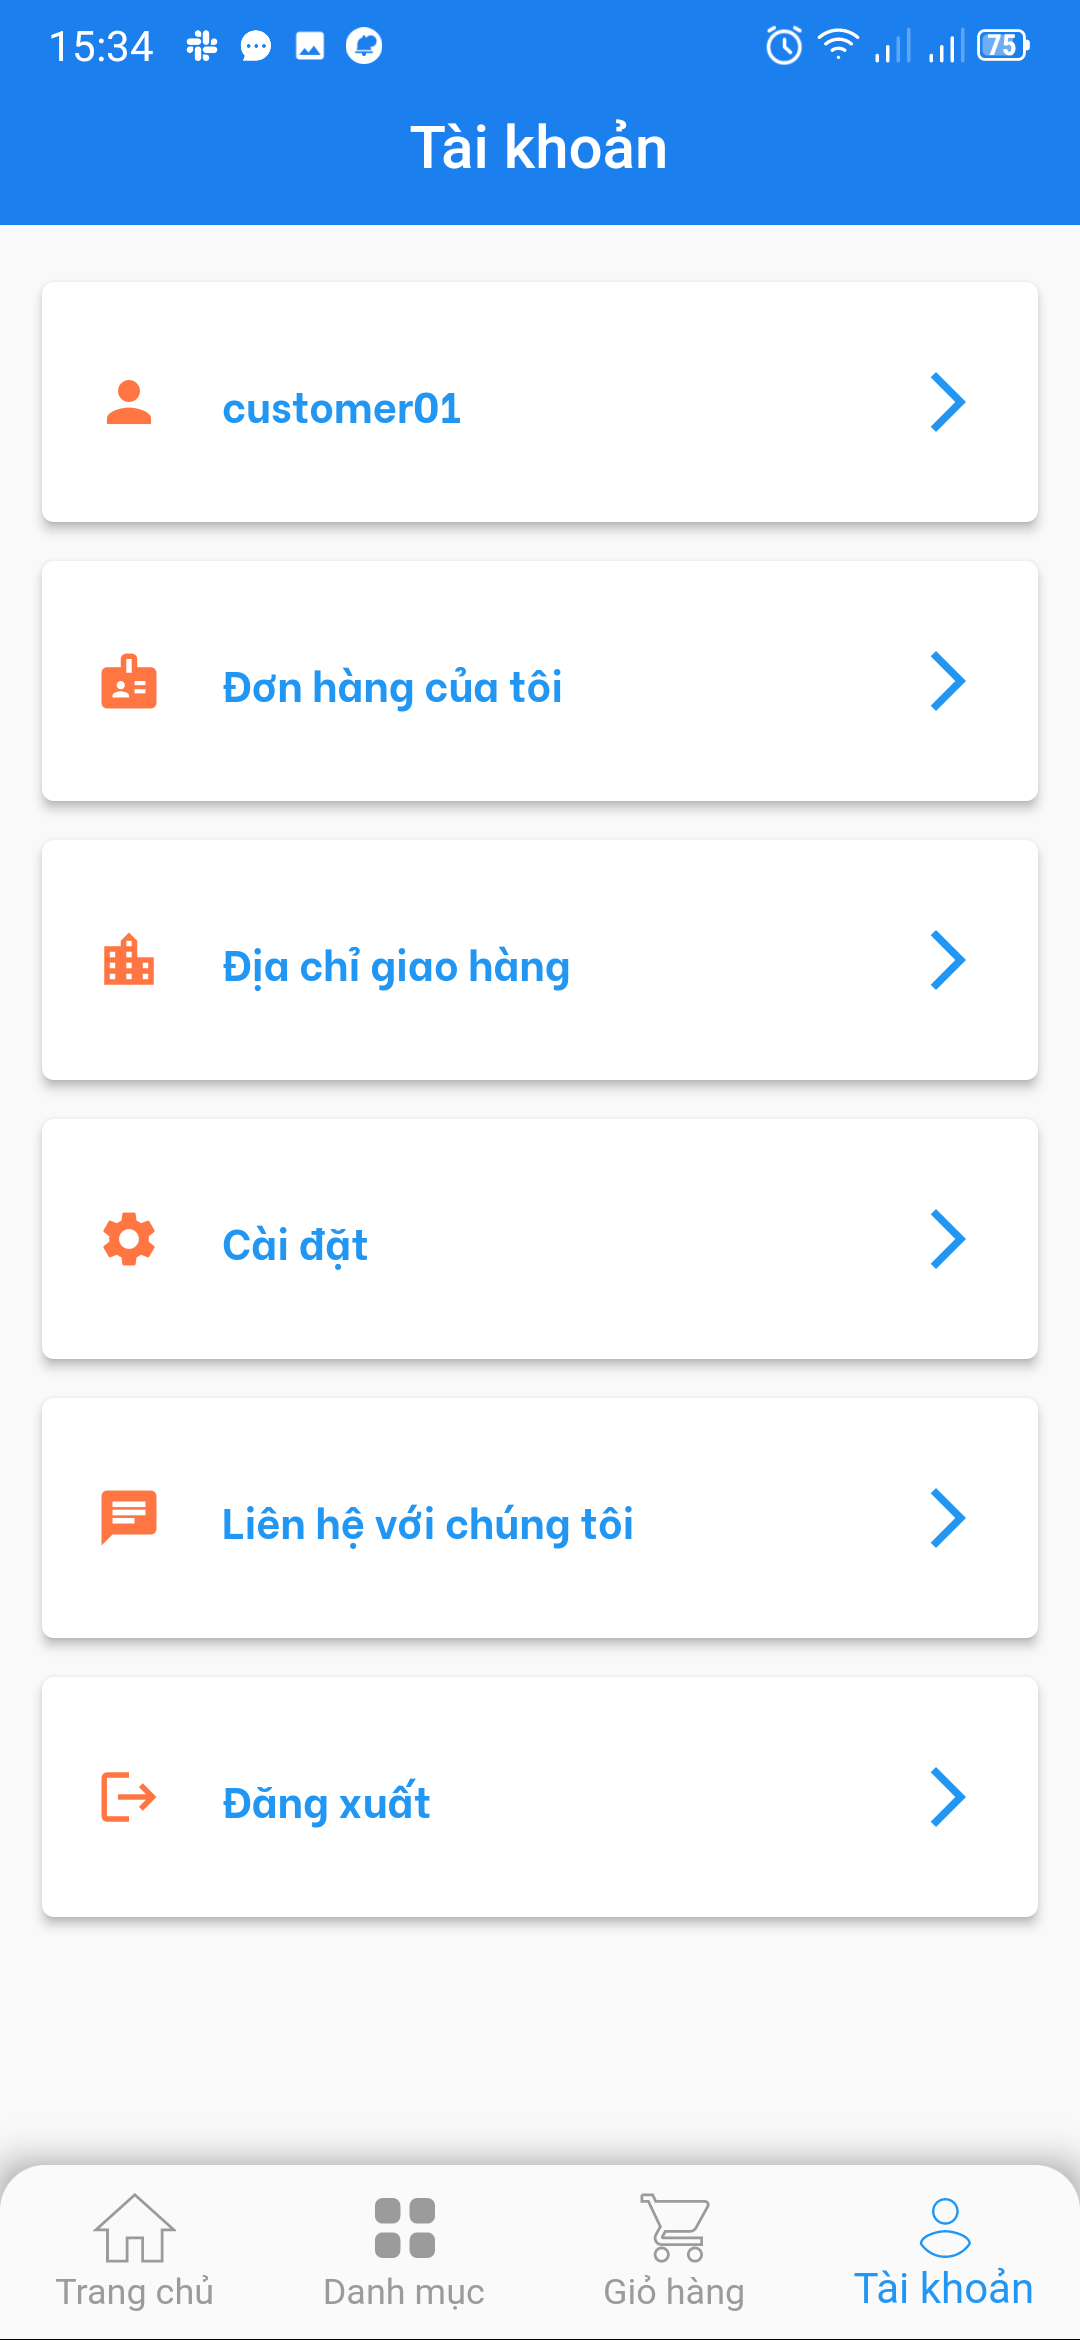 15:34
75
Tài khoản
customer01
Đơn hàng của tôi
Địa chỉ giao hàng
Cài đặt
Liên hệ với chúng tôi
Đăng xuất
Trang chủ
Danh mục
Giỏ hàng
Tài khoản